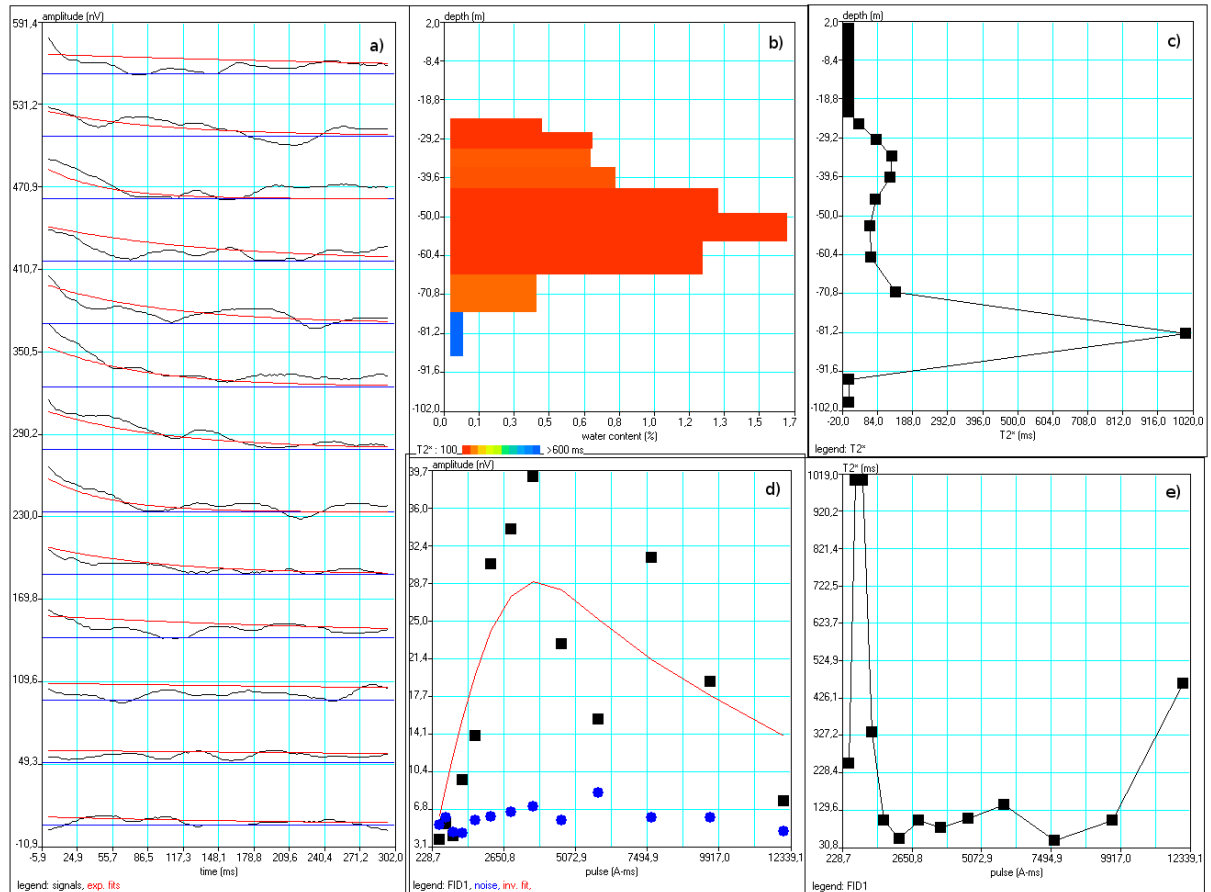 amplitude (nV)
a)
591,4
531,2
470,9
410,7
350,5
290,2
230,0
169,8
109,6
49,3
-10,9
-5,9 24,9 55,7 86,5 117,3 148,1 178,8 209,6 240,4 271,2 302,0
time (ms)
legend: signals, exp. fits
depth (m)
b)
2,0
-8,4
-18,8
-29,2
-39,6
-50,0
-60,4
-70,8
-81,2
-91,6
-102,0
0,0 0,1 0,3 0,5 0,7 0,8 1,0 1,2 1,3 1,5 1,7
water content (%)
T2* : 100 >600 ms
depth (m)
c)
2,0
-8,4
-18,8
-29,2
-39,6
-50,0
-60,4
-70,8
-81,2
-91,6
-102,0
-20,0 64,0 188,0 292,0 396,0 500,0 604,0 708,0 812,0 916,0 1020,0
T2* (ms)
legend: T2*
amplitude (nV)
d)
39,7
36,0
32,4
28,7
25,0
21,4
17,7
14,1
10,4
6,8
3,1
228,7 2650,8 5072,9 7494,9 9917,0 12339,1
pulse (A-ms)
legend: FID1, noise, inv. fit,
T2* (ms)
e)
1019,0
920,2
821,4
722,5
623,7
524,9
426,1
327,2
228,4
129,6
30,8
228,7 2650,8 5072,9 7494,9 9917,0 12339,1
pulse (A-ms)
legend: FID1